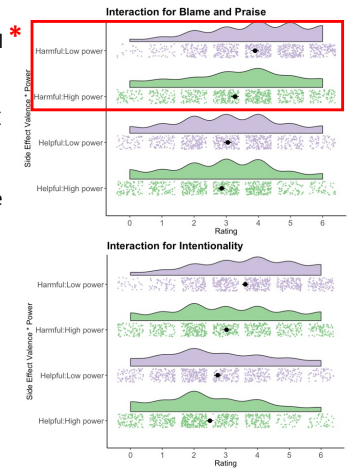 Interaction for Blame and Praise
*
Side Effect Valence * Power
Harmful:Low power
Harmful:High power
Helpful:Low power
Helpful:High power
0 1 2 3 4 5 6
Rating
Interaction for Intentionality
Side Effect Valence * Power
Harmful:Low power
Harmful:High power
Helpful:Low power
Helpful:High power
0 1 2 3 4 5 6
Rating